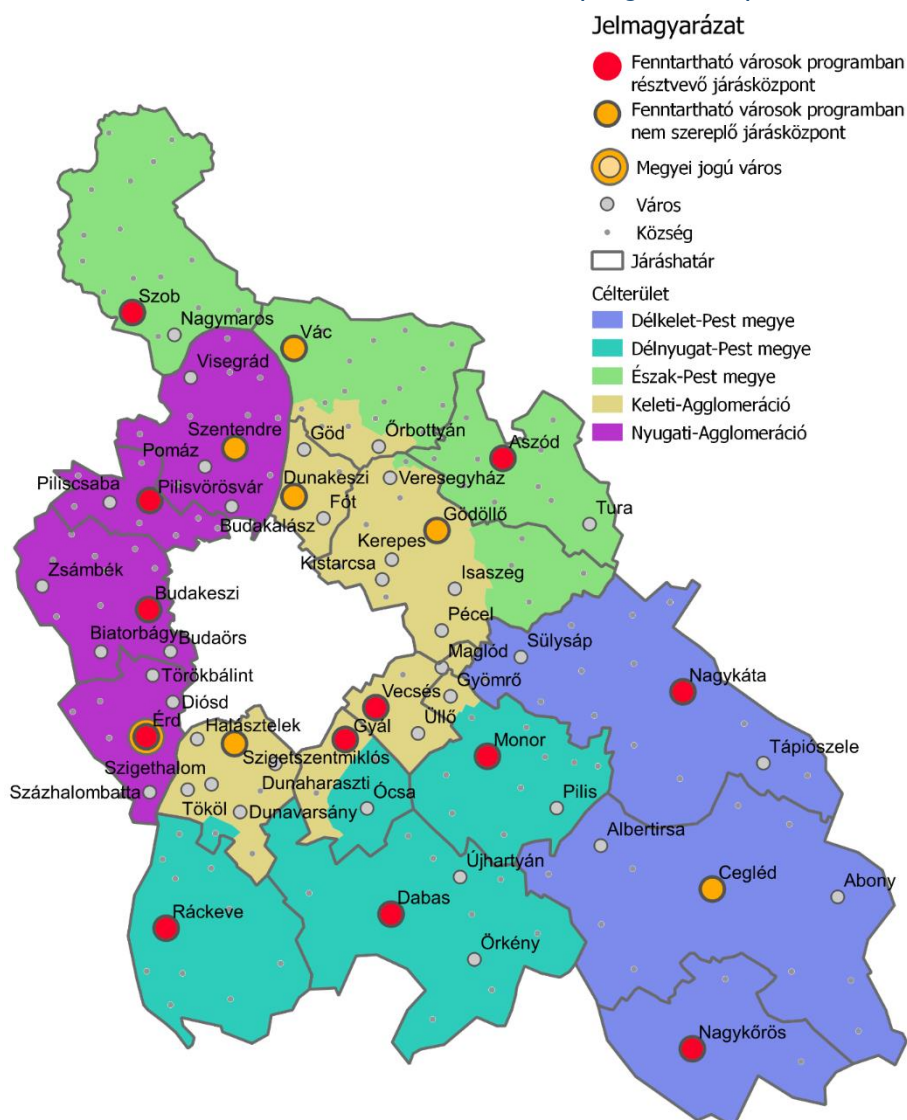 Jelmagyarázat
Fenntartható városok programban
résztvevő járásközpont
Fenntartható városok programban
nem szereplő járásközpont
Megyei jogú város
Város
Község
Járáshatár
Célterület
Délkelet-Pest megye
Délnyugat-Pest megye
Észak-Pest megye
Keleti-Agglomeráció
Nyugati-Agglomeráció
Szob
Nagymaros
Vác
Visegrád
Szentendre
Göd
Őrbottyán
Aszód
Pomáz
Piliscsaba
Pilisvörösvár
Dunakeszi
Veresegyház
Fót
Budakalász
Gödöllő
Tura
Kerepes
Kistarcsa
Zsámbék
Isaszeg
Budakeszi
Pécel
Biatorbágy
Budaörs
Süly­sáp
Maglód
Törökbálint
Gyömrő
Nagykáta
Diósd
Vecsés
Érd
Halásztelek
Gyál
Üllő
Monor
Szigetszentmiklós
Tápiószele
Szigethalom
Dunaharaszti
Százhalombatta
Tököl
Dunavarsány
Ócsa
Pilis
Albertirsa
Újhartyán
Cegléd
Abony
Ráckeve
Dabas
Örkény
Nagykőrös